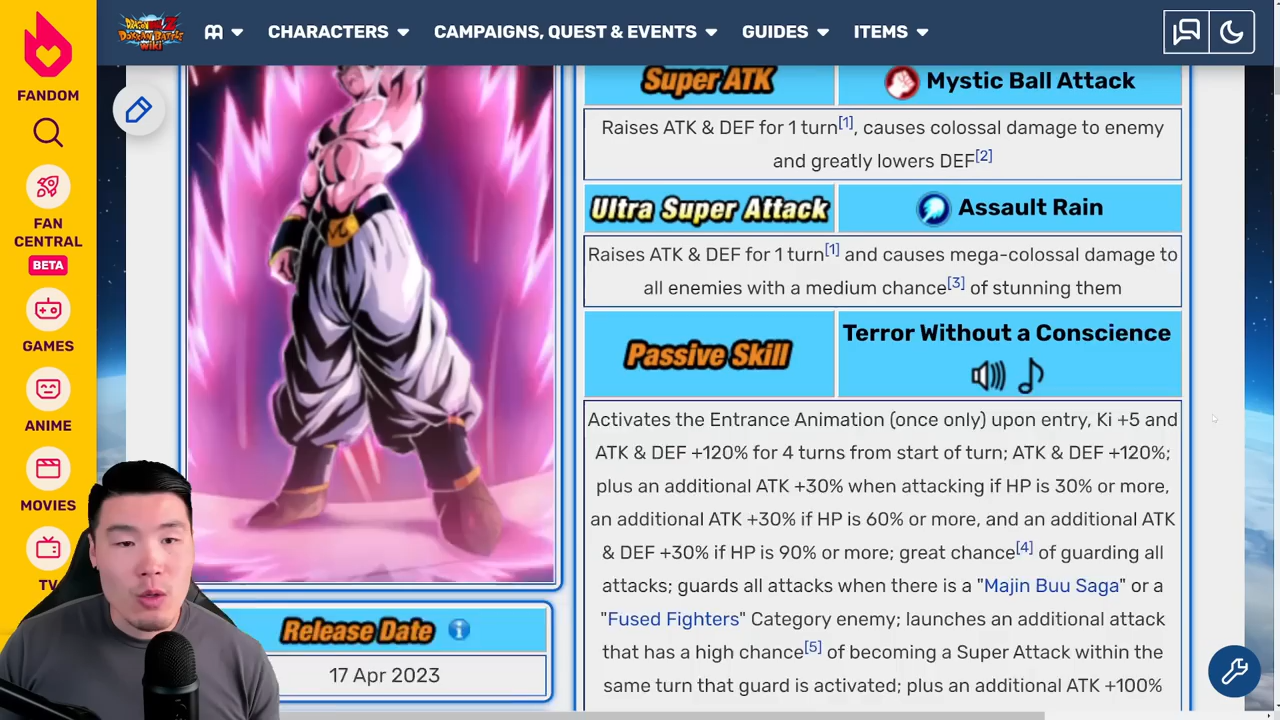 DRAGON BALL Z
DOKKAN BATTLE
WIKI
CHARACTERS
CAMPAIGNS, QUEST & EVENTS
GUIDES
ITEMS
FANDOM
FAN
CENTRAL
BETA
GAMES
ANIME
MOVIES
TV
Super ATK
Mystic Ball Attack
Raises ATK & DEF for 1 turn[1], causes colossal damage to enemy
and greatly lowers DEF[2]
Ultra Super Attack
Assault Rain
Raises ATK & DEF for 1 turn[1] and causes mega-colossal damage to
all enemies with a medium chance[3] of stunning them
Passive Skill
Terror Without a Conscience
Activates the Entrance Animation (once only) upon entry, Ki +5 and
ATK & DEF +120% for 4 turns from start of turn; ATK & DEF +120%;
plus an additional ATK +30% when attacking if HP is 30% or more,
an additional ATK +30% if HP is 60% or more, and an additional ATK
& DEF +30% if HP is 90% or more; great chance[4] of guarding all
attacks; guards all attacks when there is a "Majin Buu Saga" or a
"Fused Fighters" Category enemy; launches an additional attack
that has a high chance[5] of becoming a Super Attack within the
same turn that guard is activated; plus an additional ATK +100%
Release Date
17 Apr 2023